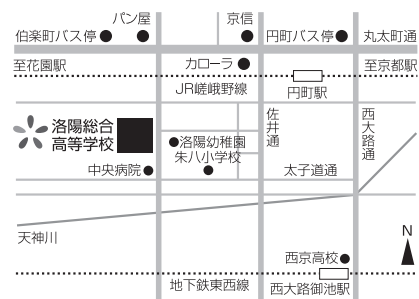 パン屋
京信
伯楽町バス停
円町バス停
丸太町通
至花園駅
カローラ
至京都駅
JR嵯峨野線
円町駅
洛陽総合
高等学校
洛陽幼稚園
朱八小学校
佐井通
西大路通
中央病院
太子道通
天神川
西京高校
N
地下鉄東西線
西大路御池駅